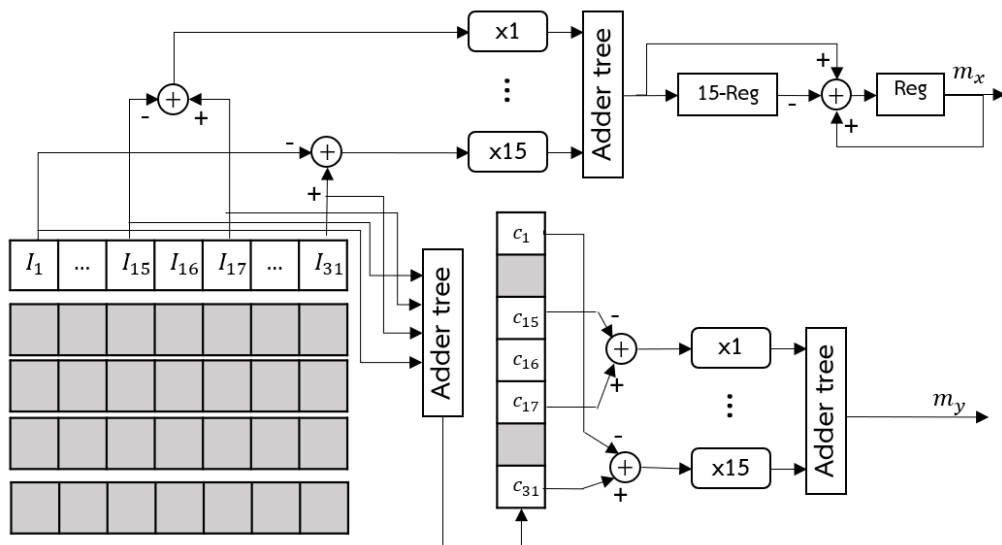 x1
...
x15
Adder tree
15-Reg
Reg
+
-
+
+
m_x
-
+
+
-
+
+
I_1 ... I_15 I_16 I_17 ... I_31
Adder tree
c_1
c_15
c_16
c_17
c_31
-
+
+
-
+
+
x1
...
x15
Adder tree
m_y